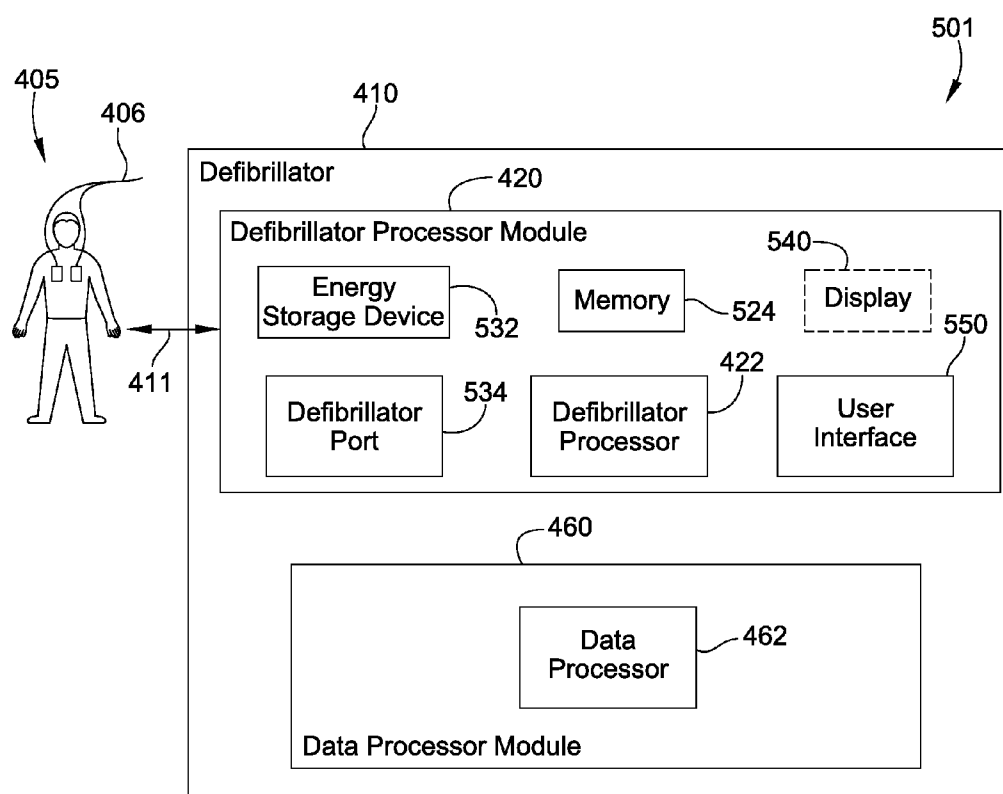 501
405
410
406
Defibrillator
420
Defibrillator Processor Module
540
Energy
Storage Device
532
Memory
524
Display
550
411
422
Defibrillator
Port
534
Defibrillator
Processor
User
Interface
460
Data
Processor
462
Data Processor Module